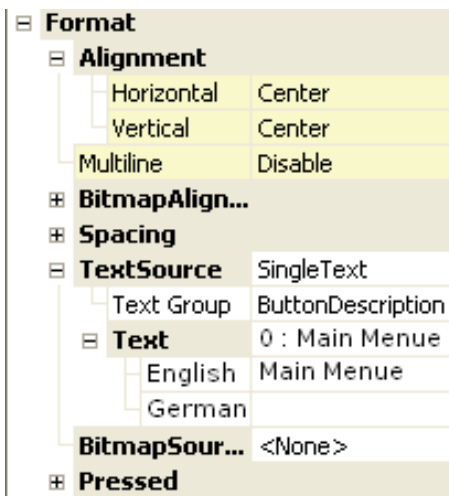 Format
Alignment
Horizontal Center
Vertical Center
Multiline Disable
BitmapAlign...
Spacing
TextSource SingleText
Text Group ButtonDescription
Text 0 : Main Menue
English Main Menue
German
BitmapSour... <None>
Pressed